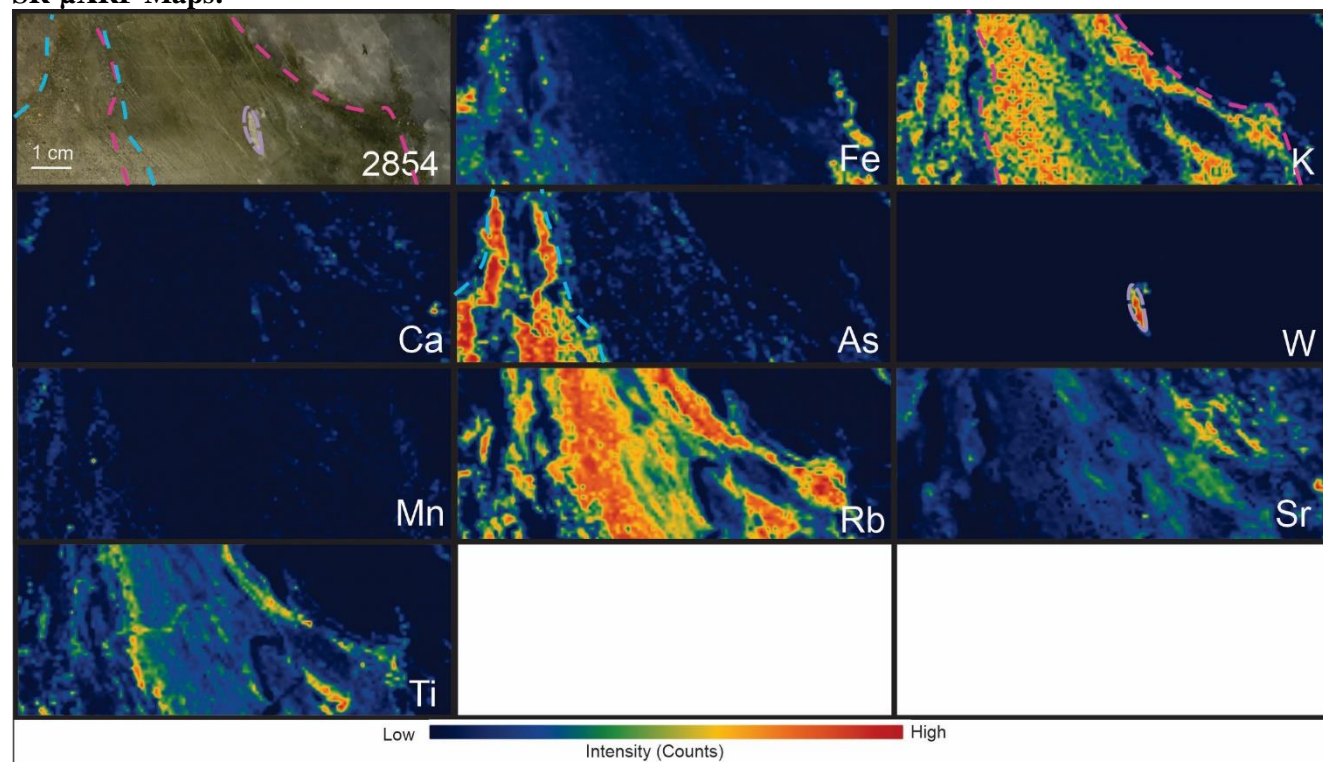 SR-µXRF Maps:
1 cm
2854
Fe
K
Ca
As
W
Mn
Rb
Sr
Ti
Low
High
Intensity (Counts)